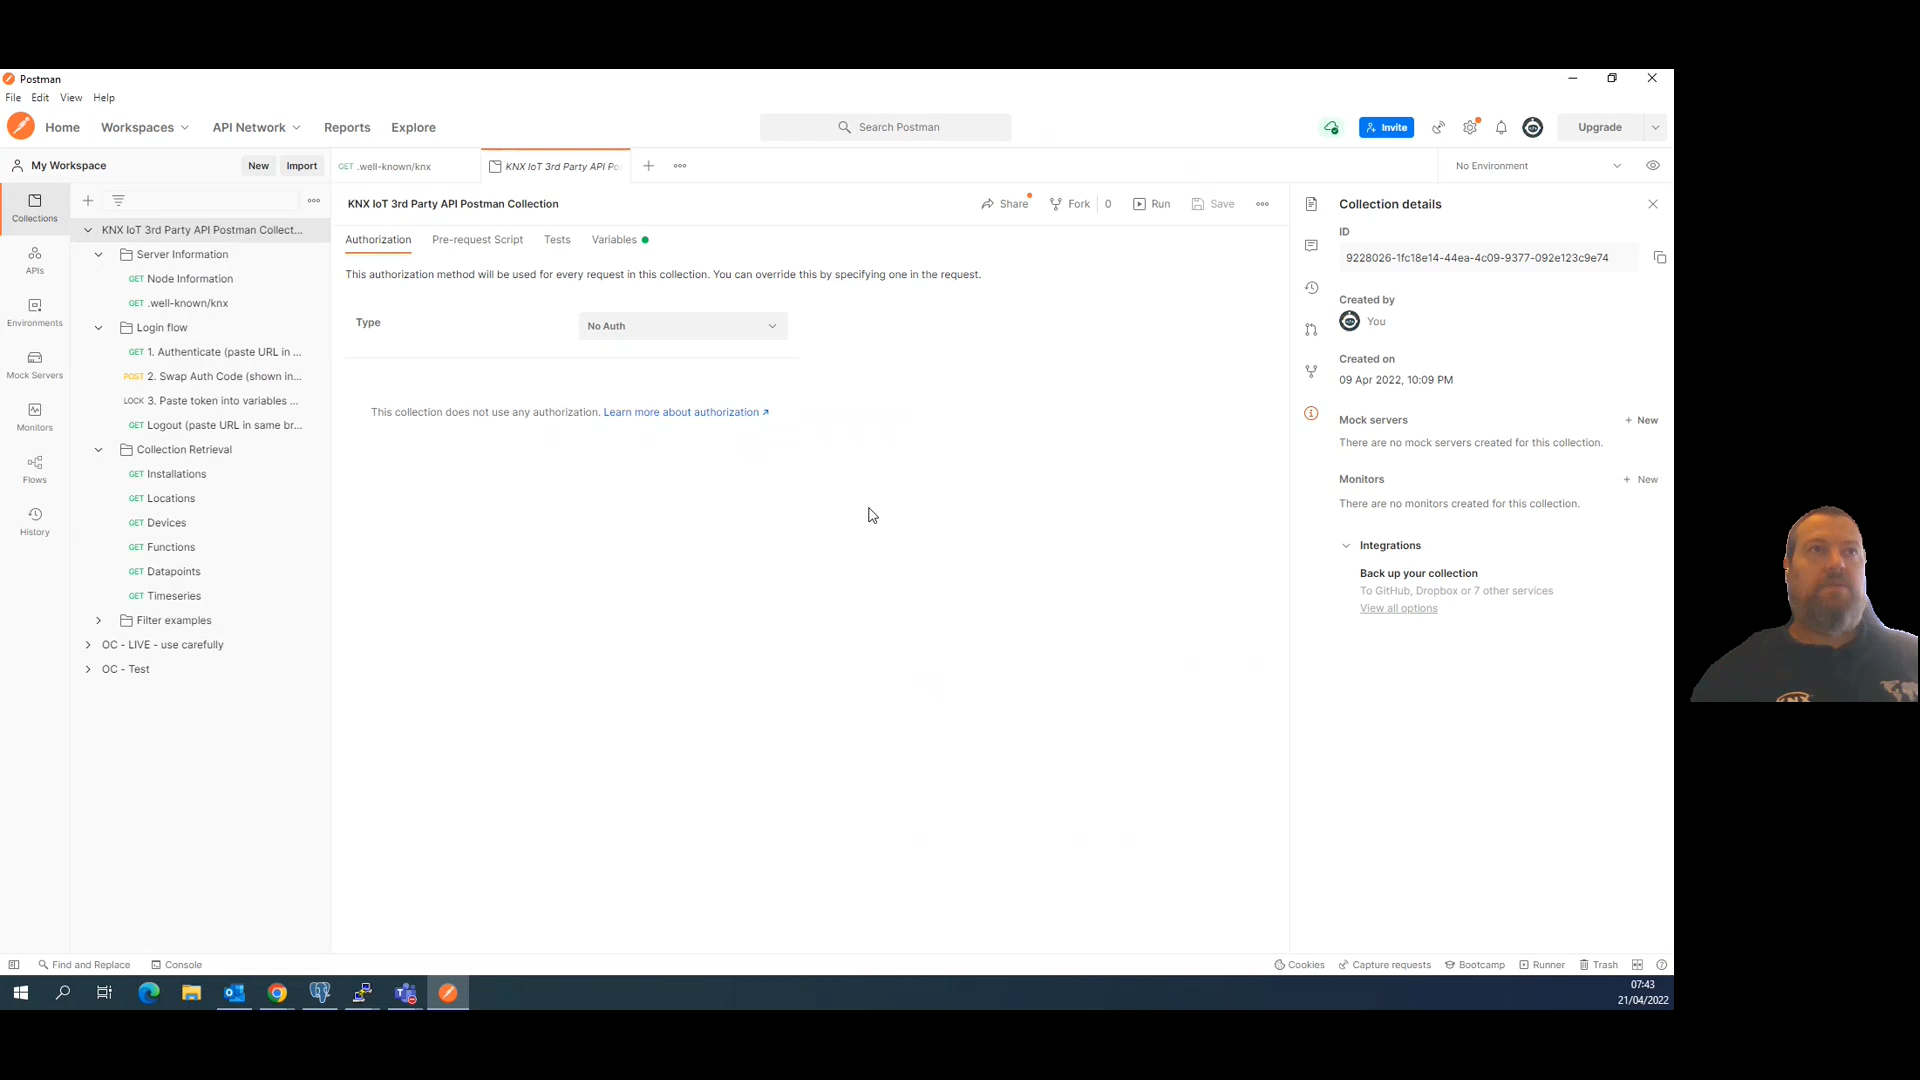 Postman
File Edit View Help
Home Workspaces API Network Reports Explore
Search Postman
Invite
Upgrade
My Workspace
New Import
GET .well-known/knx
KNX IoT 3rd Party API Po
No Environment
Collections
APIs
Environments
Mock Servers
Monitors
Flows
History
KNX IoT 3rd Party API Postman Collect...
Server Information
GET Node Information
GET .well-known/knx
Login flow
GET 1. Authenticate (paste URL in ...
POST 2. Swap Auth Code (shown in...
LOCK 3. Paste token into variables ...
GET Logout (paste URL in same br...
Collection Retrieval
GET Installations
GET Locations
GET Devices
GET Functions
GET Datapoints
GET Timeseries
Filter examples
OC - LIVE - use carefully
OC - Test
KNX IoT 3rd Party API Postman Collection
Share Fork 0 Run Save
Authorization Pre-request Script Tests Variables
This authorization method will be used for every request in this collection. You can override this by specifying one in the request.
Type
No Auth
This collection does not use any authorization. Learn more about authorization
Collection details
ID
9228026-1fc18e14-44ea-4c09-9377-092e123c9e74
Created by
You
Created on
09 Apr 2022, 10:09 PM
Mock servers
+ New
There are no mock servers created for this collection.
Monitors
+ New
There are no monitors created for this collection.
Integrations
Back up your collection
To GitHub, Dropbox or 7 other services
View all options
Find and Replace Console
Cookies Capture requests Bootcamp Runner Trash
07:43
21/04/2022